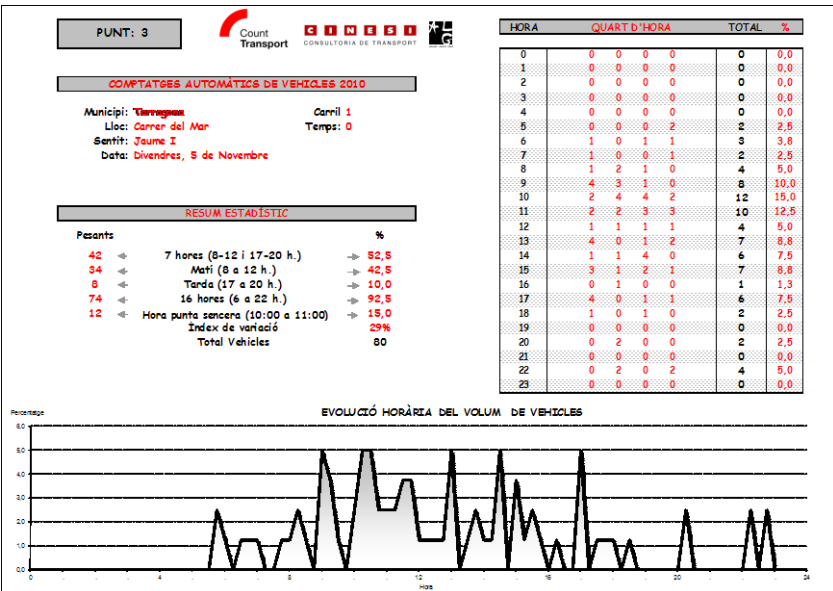 PUNT: 3
Count
Transport
CINESI
CONSULTORIA DE TRANSPORT
COMPTATGES AUTOMÀTICS DE VEHICLES 2010
Municipi: Carril 1
Lloc: Carrer del Mar Temps: 0
Sentit: Jaume I
Data: Divendres, 5 de Novembre
RESUM ESTADÍSTIC
Pesants %
42 7 hores (8-12 i 17-20 h.) 52,5
34 Matí (8 a 12 h.) 42,5
8 Tarda (17 a 20 h.) 10,0
74 16 hores (6 a 22 h.) 92,5
12 Hora punta sencera (10:00 a 11:00) 15,0
Índex de variació 29%
Total Vehicles 80
HORA QUART D'HORA TOTAL %
0 0 0 0 0 0 0,0
1 0 0 0 0 0 0,0
2 0 0 0 0 0 0,0
3 0 0 0 0 0 0,0
4 0 0 0 0 0 0,0
5 0 0 0 2 2 2,5
6 1 0 1 1 3 3,8
7 1 0 0 1 2 2,5
8 1 2 1 0 4 5,0
9 4 3 1 0 8 10,0
10 2 4 4 2 12 15,0
11 2 2 3 3 10 12,5
12 1 1 1 1 4 5,0
13 4 0 1 2 7 8,8
14 1 1 4 0 6 7,5
15 3 1 2 1 7 8,8
16 0 1 0 0 1 1,3
17 4 0 1 1 6 7,5
18 1 0 1 0 2 2,5
19 0 0 0 0 0 0,0
20 0 2 0 0 2 2,5
21 0 0 0 0 0 0,0
22 0 2 0 2 4 5,0
23 0 0 0 0 0 0,0
EVOLUCIÓ HORÀRIA DEL VOLUM DE VEHICLES
Percentatge
6,0
5,0
4,0
3,0
2,0
1,0
0,0
0 4 8 12 16 20 24
Hora